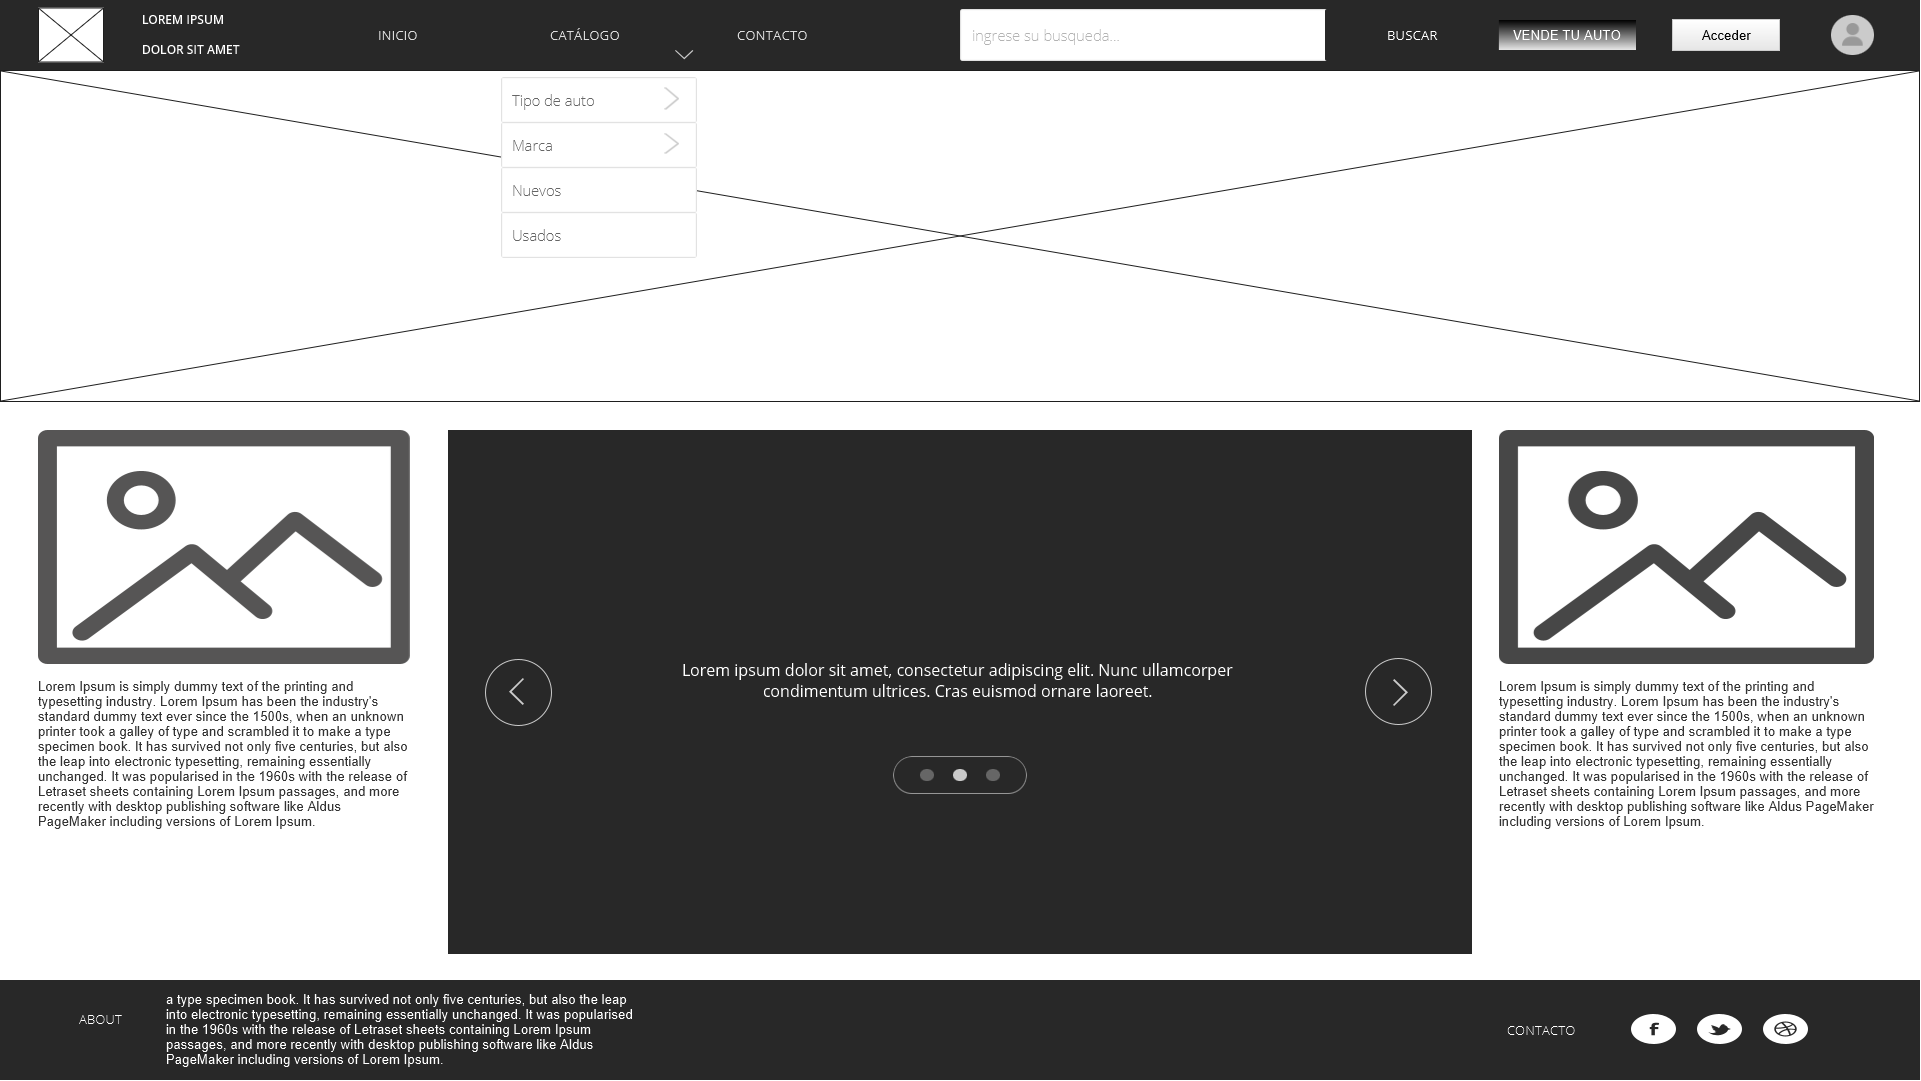 LOREM IPSUM
DOLOR SIT AMET
INICIO
CATÁLOGO
CONTACTO
ingrese su busqueda...
BUSCAR
VENDE TU AUTO
Acceder
Tipo de auto
Marca
Nuevos
Usados
Lorem Ipsum is simply dummy text of the printing and
typesetting industry. Lorem Ipsum has been the industry's
standard dummy text ever since the 1500s, when an unknown
printer took a galley of type and scrambled it to make a type
specimen book. It has survived not only five centuries, but also
the leap into electronic typesetting, remaining essentially
unchanged. It was popularised in the 1960s with the release of
Letraset sheets containing Lorem Ipsum passages, and more
recently with desktop publishing software like Aldus
PageMaker including versions of Lorem Ipsum.
Lorem ipsum dolor sit amet, consectetur adipiscing elit. Nunc ullamcorper
condimentum ultrices. Cras euismod ornare laoreet.
Lorem Ipsum is simply dummy text of the printing and
typesetting industry. Lorem Ipsum has been the industry's
standard dummy text ever since the 1500s, when an unknown
printer took a galley of type and scrambled it to make a type
specimen book. It has survived not only five centuries, but also
the leap into electronic typesetting, remaining essentially
unchanged. It was popularised in the 1960s with the release of
Letraset sheets containing Lorem Ipsum passages, and more
recently with desktop publishing software like Aldus PageMaker
including versions of Lorem Ipsum.
ABOUT
a type specimen book. It has survived not only five centuries, but also the leap
into electronic typesetting, remaining essentially unchanged. It was popularised
in the 1960s with the release of Letraset sheets containing Lorem Ipsum
passages, and more recently with desktop publishing software like Aldus
PageMaker including versions of Lorem Ipsum.
CONTACTO